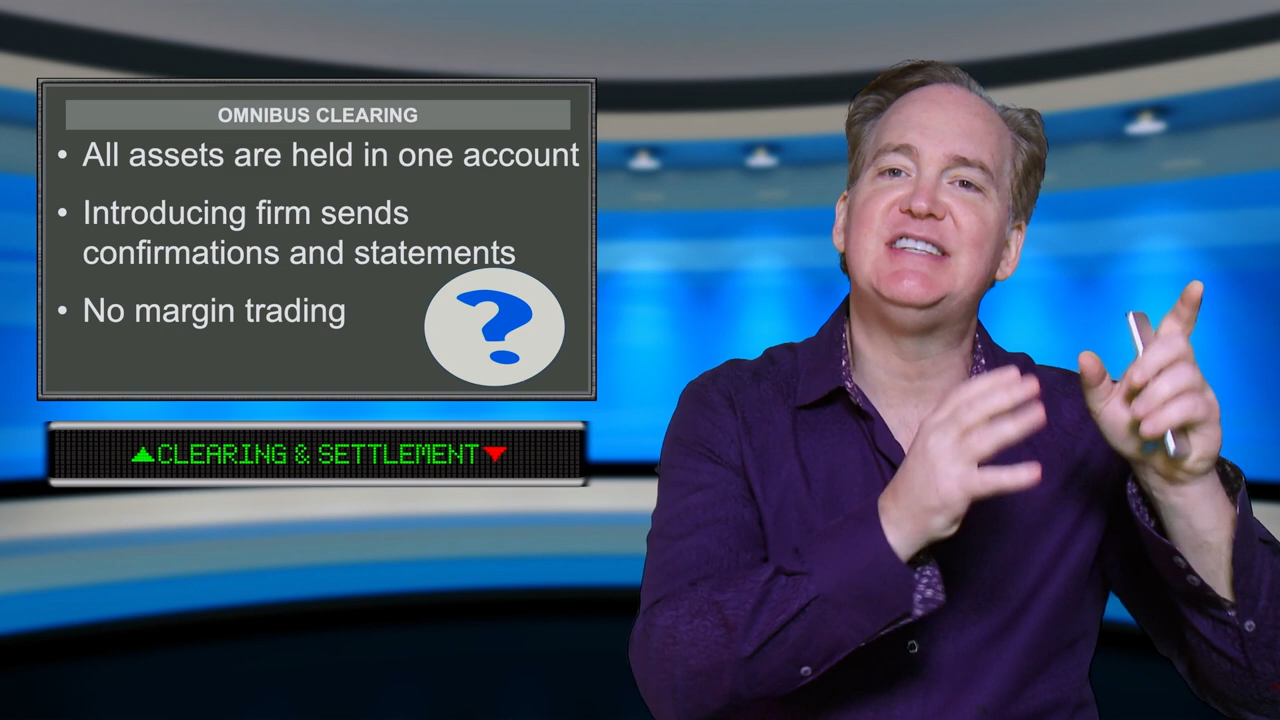 OMNIBUS CLEARING
• All assets are held in one account
• Introducing firm sends
confirmations and statements
• No margin trading
?
▲CLEARING & SETTLEMENT▼